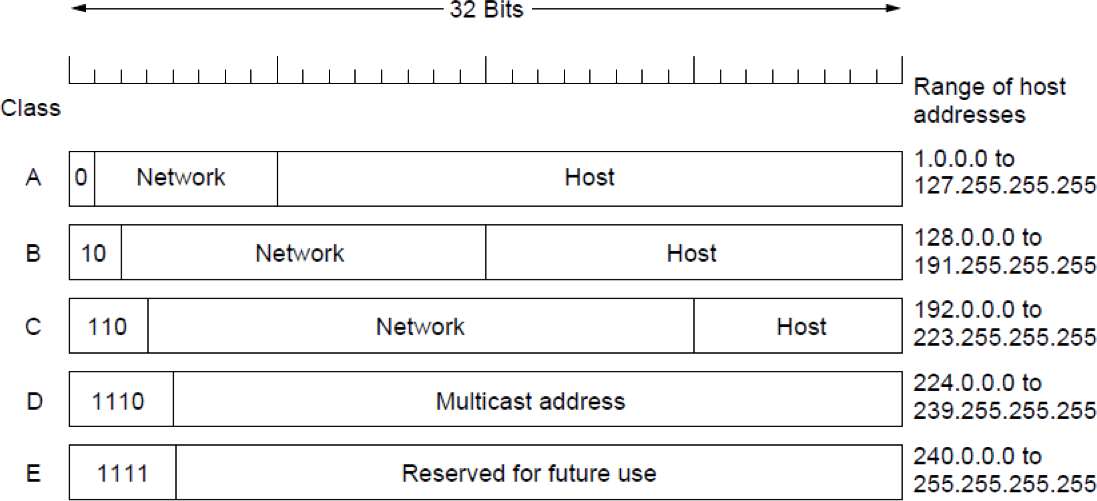 32 Bits
Range of host
addresses
Class
A
0
Network
Host
1.0.0.0 to
127.255.255.255
B
10
Network
Host
128.0.0.0 to
191.255.255.255
C
110
Network
Host
192.0.0.0 to
223.255.255.255
D
1110
Multicast address
224.0.0.0 to
239.255.255.255
E
1111
Reserved for future use
240.0.0.0 to
255.255.255.255